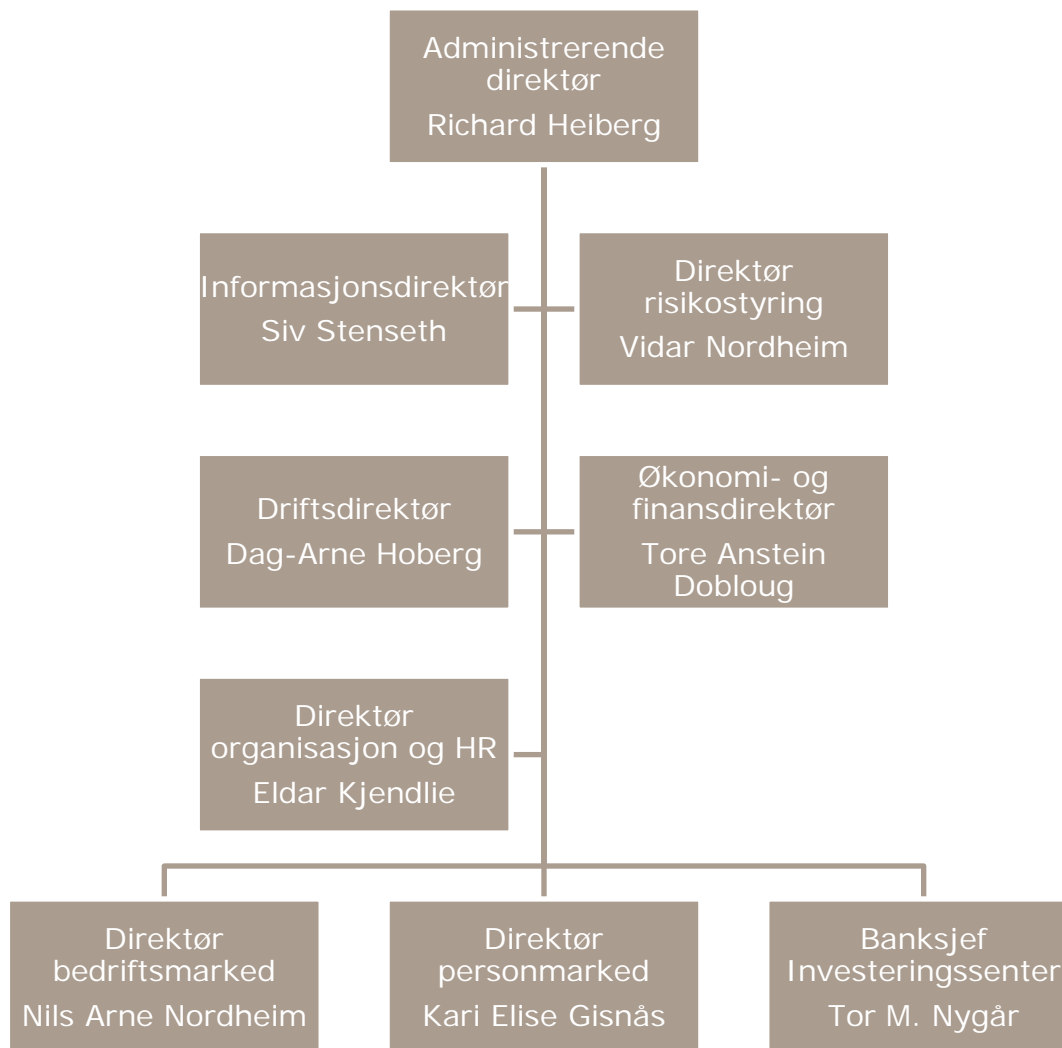 Administrerende
direktør
Richard Heiberg
Informasjonsdirektør
Siv Stenseth
Direktør
risikostyring
Vidar Nordheim
Driftsdirektør
Dag-Arne Hoberg
Økonomi- og
finansdirektør
Tore Anstein
Dobloug
Direktør
organisasjon og HR
Eldar Kjendlie
Direktør
bedriftsmarked
Nils Arne Nordheim
Direktør
personmarked
Kari Elise Gisnås
Banksjef
Investeringssenter
Tor M. Nygår